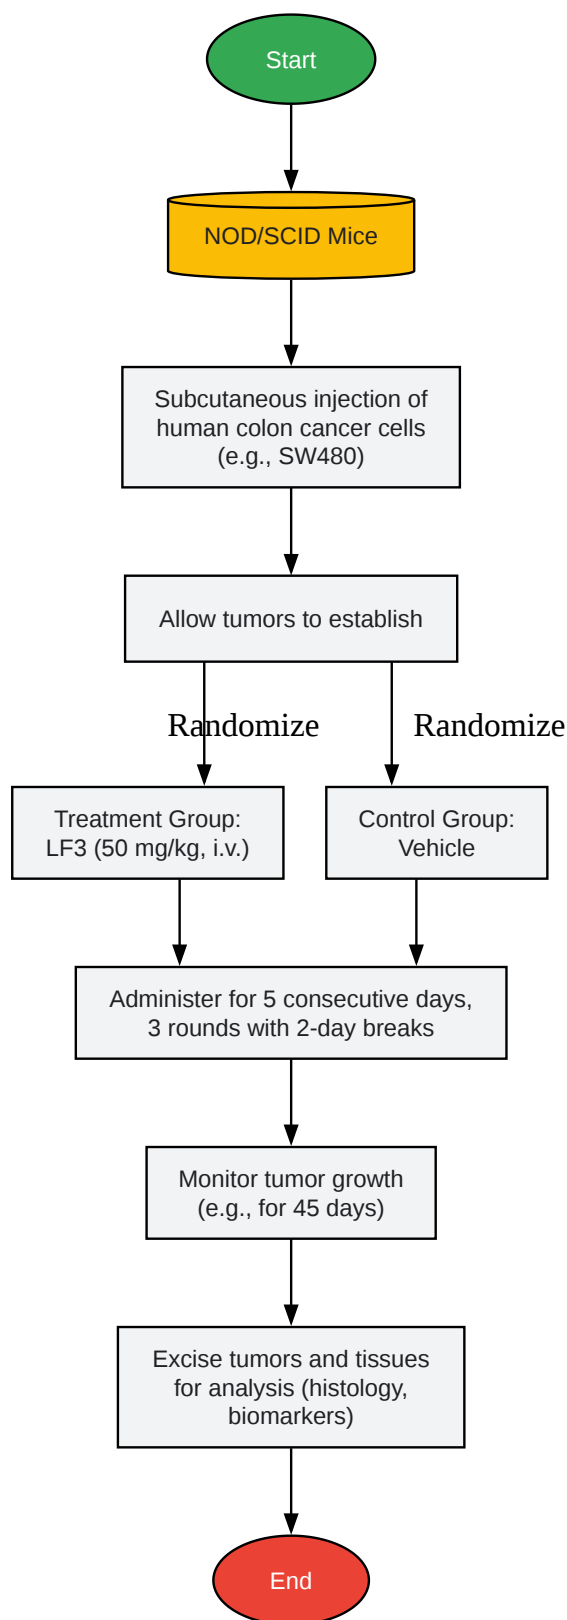 Start
NOD/SCID Mice
Subcutaneous injection of
human colon cancer cells
(e.g., SW480)
Allow tumors to establish
Randomize
Randomize
Treatment Group:
LF3 (50 mg/kg, i.v.)
Control Group:
Vehicle
Administer for 5 consecutive days,
3 rounds with 2-day breaks
Monitor tumor growth
(e.g., for 45 days)
Excise tumors and tissues
for analysis (histology,
biomarkers)
End